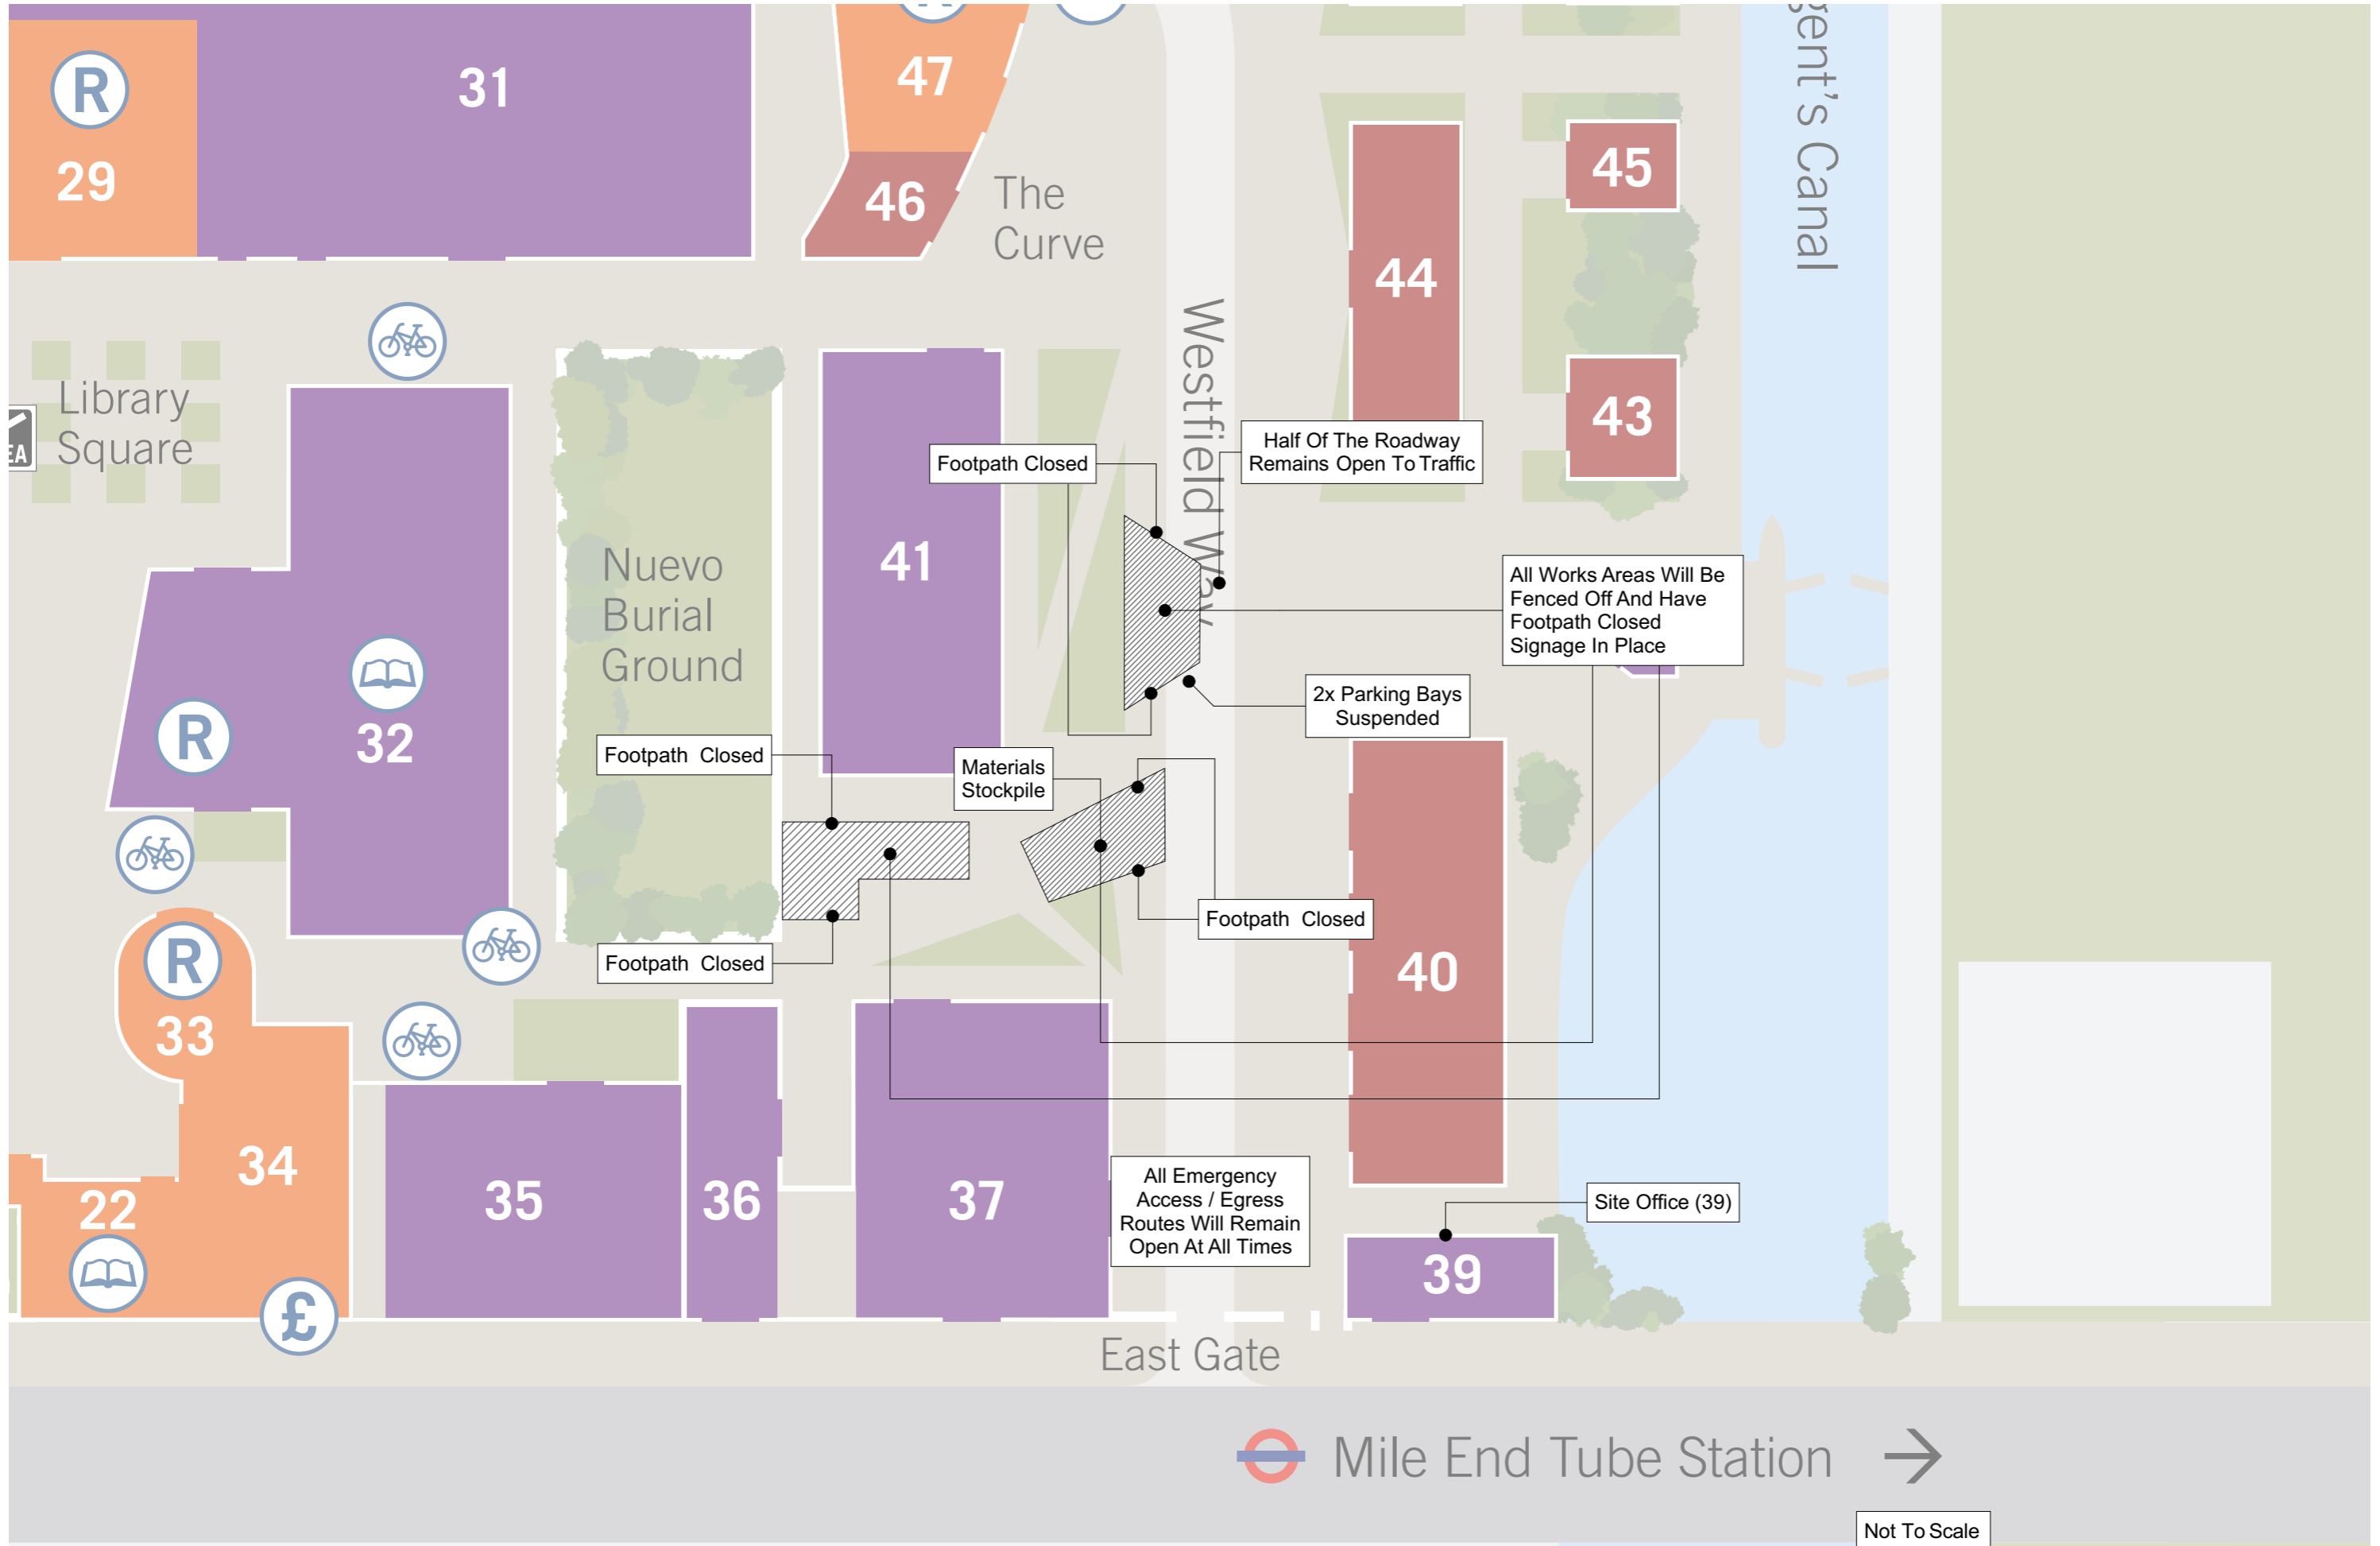 R
29
31
47
46
The
Curve
44
45
43
gent's Canal
Library
Square
EA
Westfield Way
Half Of The Roadway
Remains Open To Traffic
Footpath Closed
Nuevo
Burial
Ground
41
All Works Areas Will Be
Fenced Off And Have
Footpath Closed
Signage In Place
R
32
2x Parking Bays
Suspended
Footpath Closed
Materials
Stockpile
Footpath Closed
Footpath Closed
40
R
33
34
22
£
35
36
37
All Emergency
Access / Egress
Routes Will Remain
Open At All Times
Site Office (39)
39
East Gate
Mile End Tube Station
Not To Scale